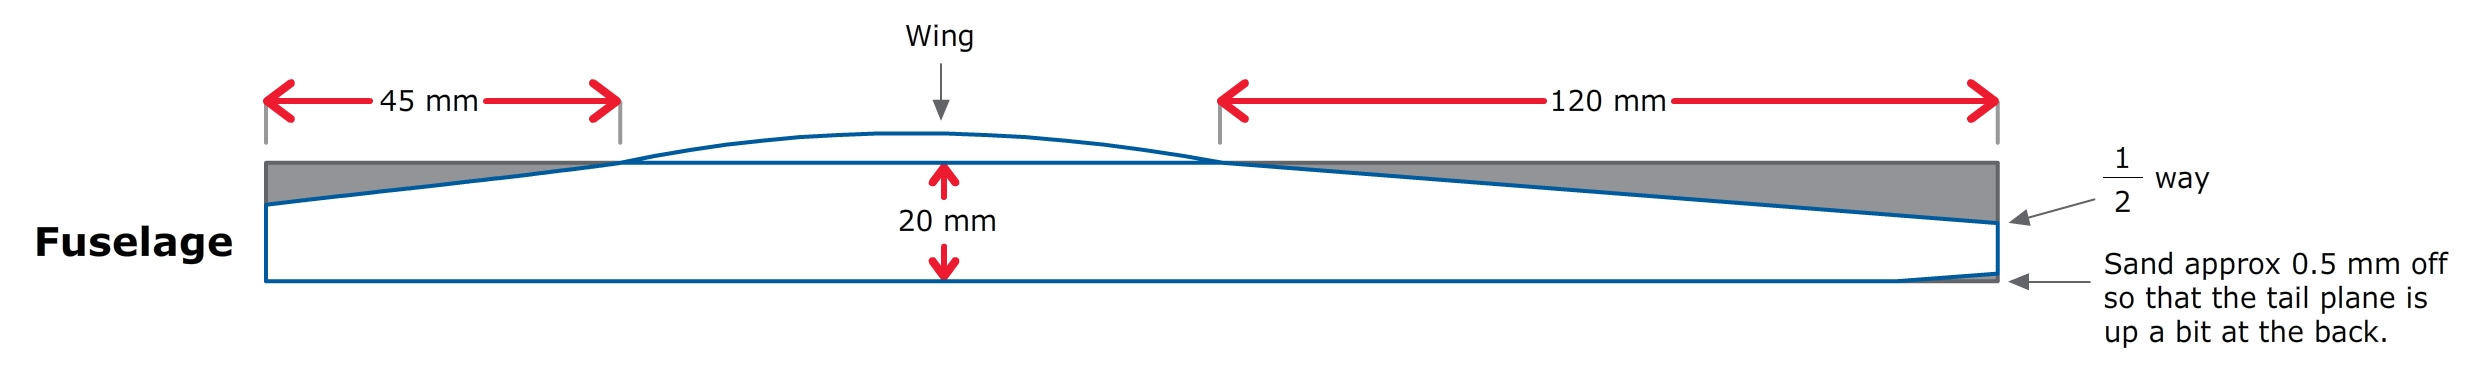 Wing
45 mm
120 mm
1
2
way
20 mm
Fuselage
Sand approx 0.5 mm off
so that the tail plane is
up a bit at the back.